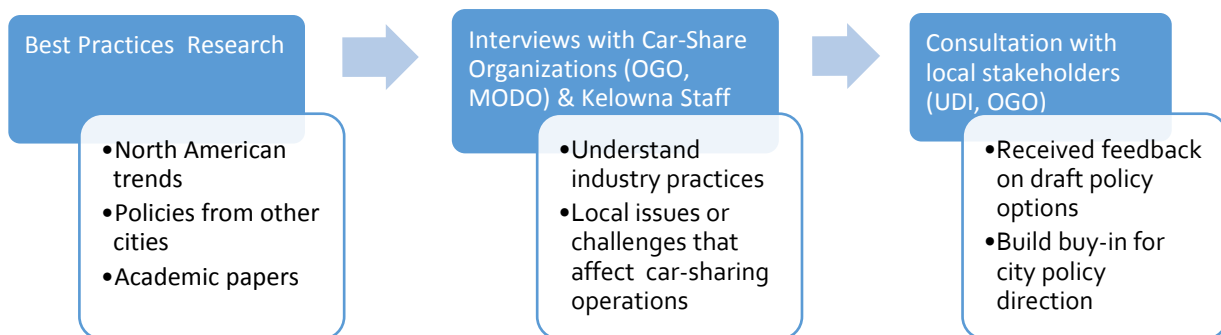 Best Practices Research
•North American
trends
•Policies from other
cities
•Academic papers
Interviews with Car-Share
Organizations (OGO,
MODO) & Kelowna Staff
•Understand
industry practices
•Local issues or
challenges that
affect car-sharing
operations
Consultation with
local stakeholders
(UDI, OGO)
•Received feedback
on draft policy
options
•Build buy-in for
city policy
direction